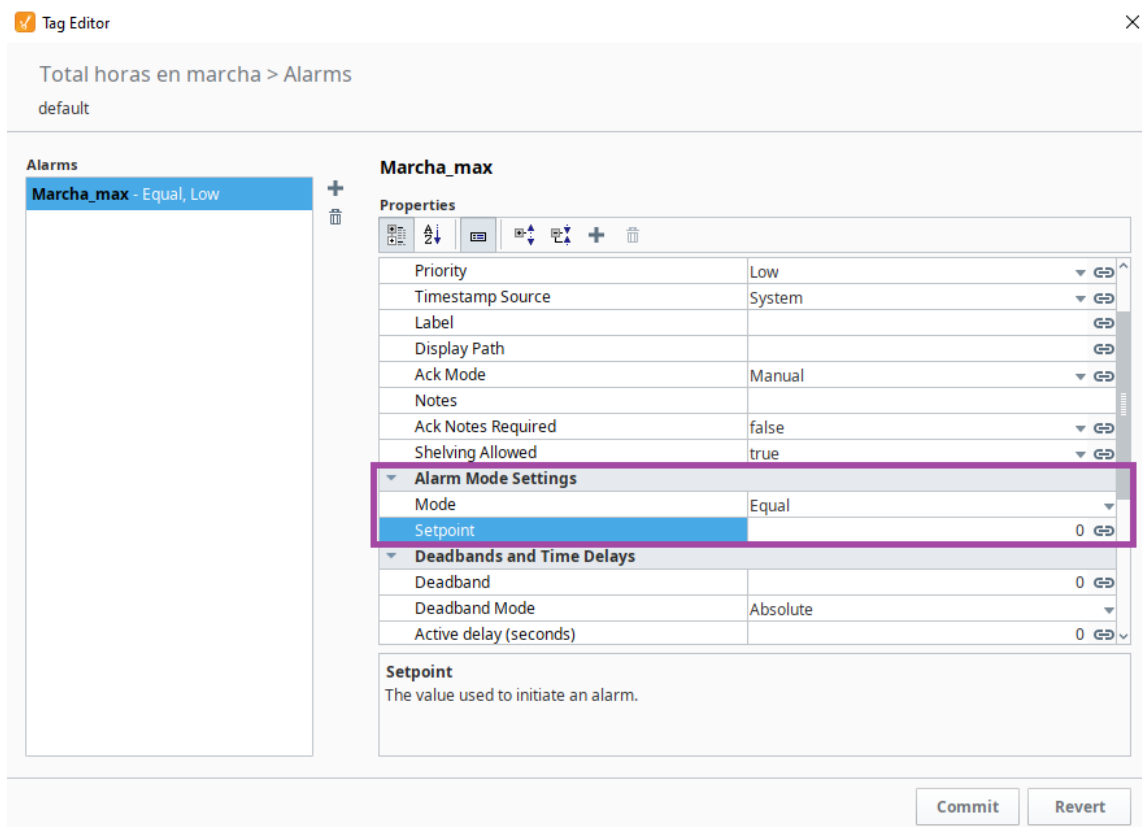 Tag Editor
Total horas en marcha > Alarms
default
Alarms
Marcha_max - Equal, Low
Marcha_max
Properties
Priority Low
Timestamp Source System
Label
Display Path
Ack Mode Manual
Notes
Ack Notes Required false
Shelving Allowed true
Alarm Mode Settings
Mode Equal
Setpoint 0
Deadbands and Time Delays
Deadband 0
Deadband Mode Absolute
Active delay (seconds) 0
Setpoint
The value used to initiate an alarm.
Commit Revert